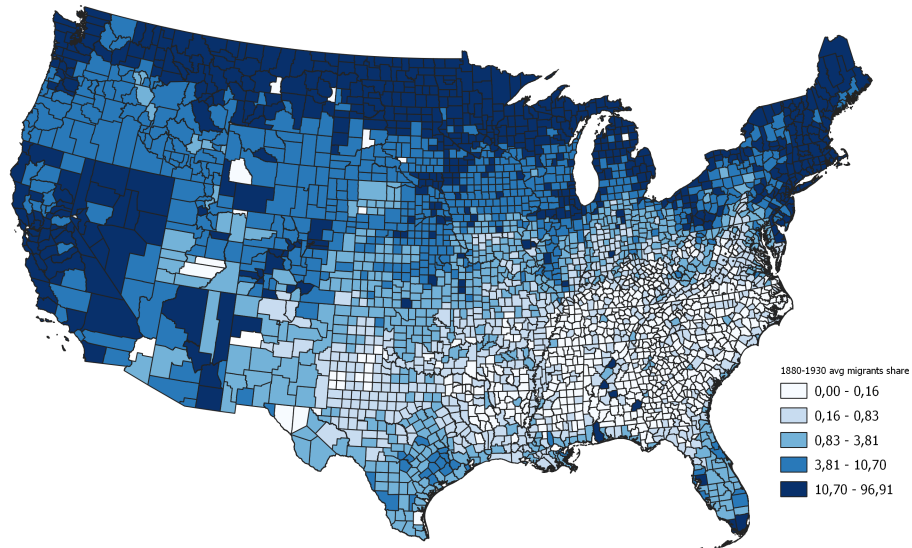 1880-1930 avg migrants share
0,00 - 0,16
0,16 - 0,83
0,83 - 3,81
3,81 - 10,70
10,70 - 96,91